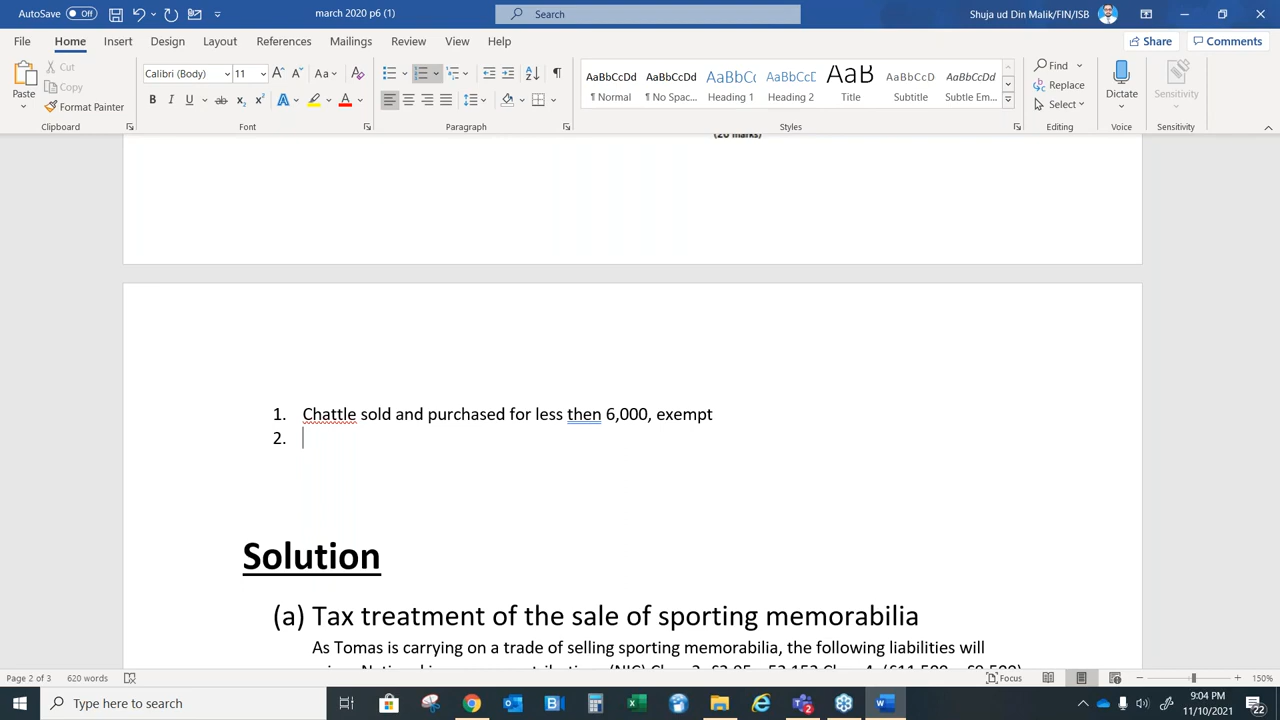 AutoSave Off march 2020 (1) Search Shuja ud Din Malik/FIN/ISB
File Home Insert Design Layout References Mailings Review View Help Share Comments
Paste Cut Copy Format Painter
Calibri (Body) 11
AaBbCcDd AaBbCcDd AaBbC AaBbCcE AaB AaBbCcD AaBbCcDd
¶ Normal ¶ No Spac... Heading 1 Heading 2 Title Subtitle Subtle Em...
Find Replace Select Dictate Sensitivity
Clipboard Font Paragraph Styles Editing Voice Sensitivity
(20 marks)
1. Chattle sold and purchased for less then 6,000, exempt
2.
Solution
(a) Tax treatment of the sale of sporting memorabilia
As Tomas is carrying on a trade of selling sporting memorabilia, the following liabilities will
Page 2 of 3 620 words Focus 150%
Type here to search 9:04 PM
11/10/2021 22